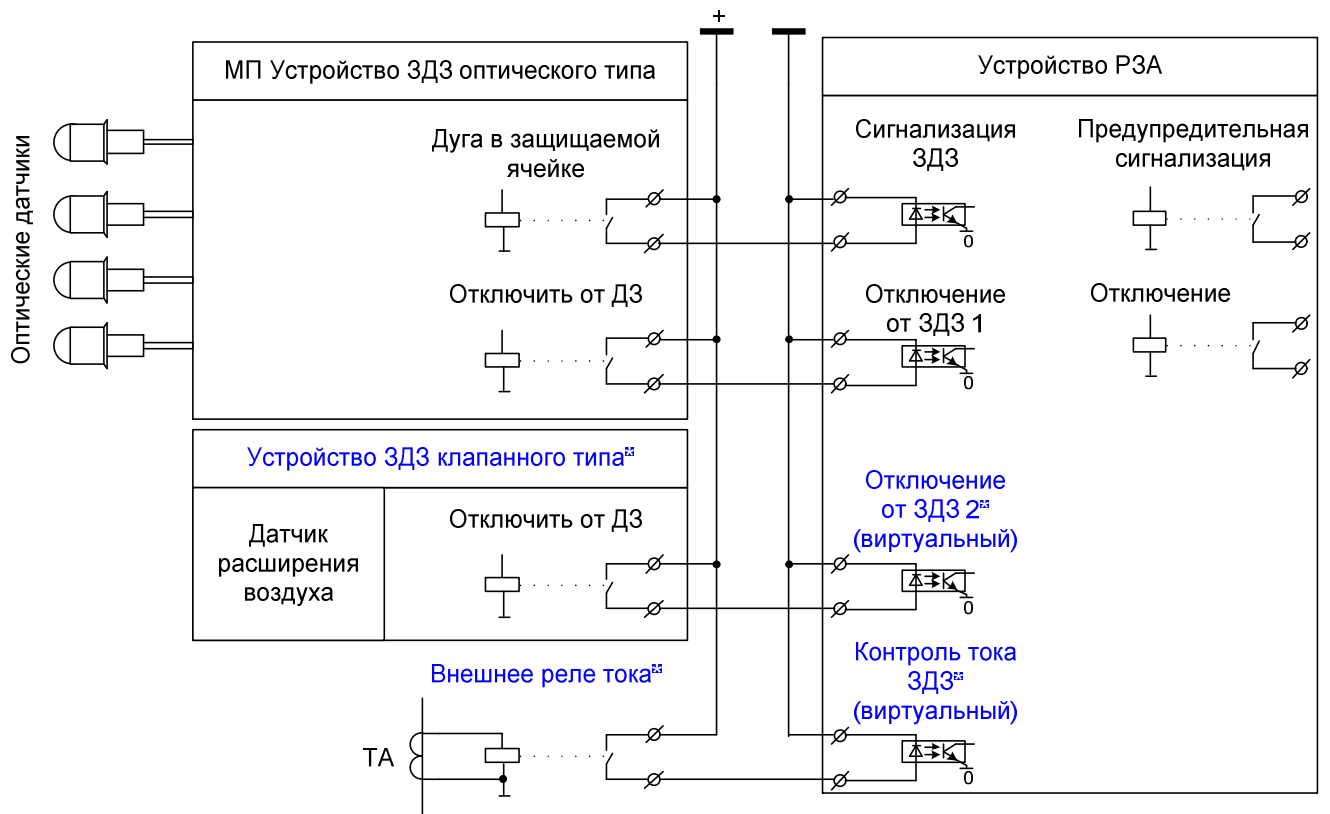 +
МП Устройство ЗДЗ оптического типа
Устройство РЗА
Оптические датчики
Дуга в защищаемой
ячейке
Сигнализация
ЗДЗ
Предупредительная
сигнализация
0
Отключить от ДЗ
Отключение
от ЗДЗ 1
Отключение
0
Устройство ЗДЗ клапанного типа
Датчик
расширения
воздуха
Отключить от ДЗ
Отключение
от ЗДЗ 2
(виртуальный)
0
Внешнее реле тока
Контроль тока
ЗДЗ
(виртуальный)
ТА
0